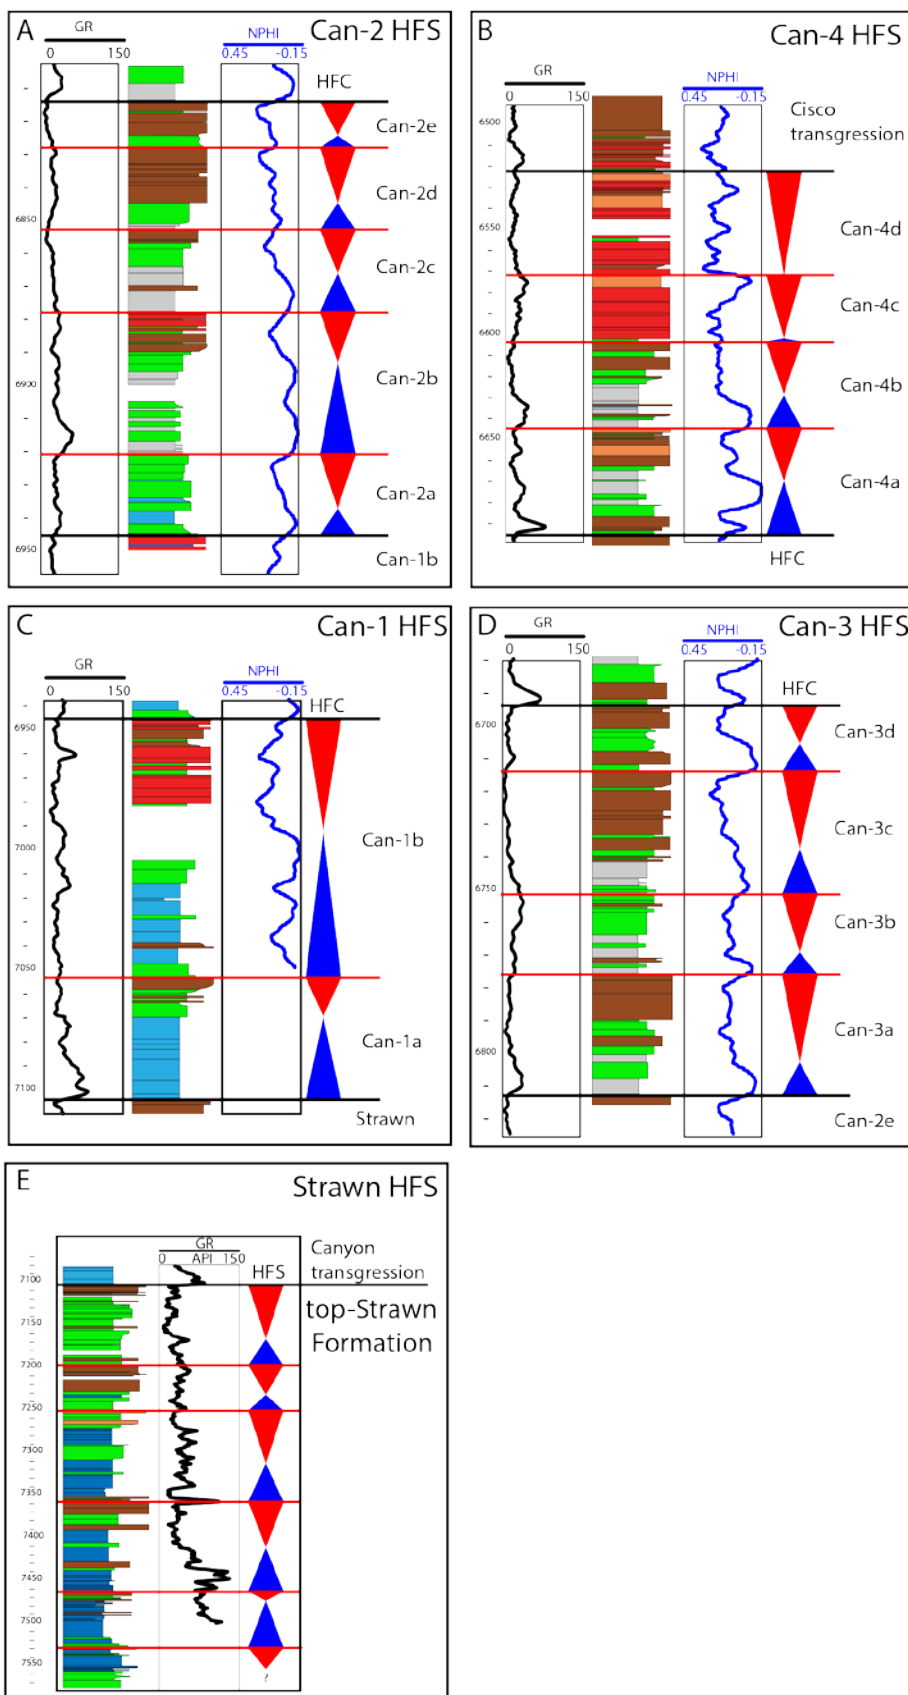 A
Can-2 HFS
GR
0 150
NPHI
0.45 -0.15
HFC
Can-2e
Can-2d
6850
Can-2c
Can-2b
6900
Can-2a
6950
Can-1b
B
Can-4 HFS
GR
0 150
NPHI
0.45 -0.15
Cisco
transgression
6500
6550
Can-4d
Can-4c
6600
Can-4b
6650
Can-4a
HFC
C
Can-1 HFS
GR
0 150
NPHI
0.45 -0.15
HFC
6950
Can-1b
7000
7050
Can-1a
7100
Strawn
D
Can-3 HFS
GR
0 150
NPHI
0.45 -0.15
HFC
6700
Can-3d
Can-3c
6750
Can-3b
Can-3a
6800
Can-2e
E
Strawn HFS
GR
0 API 150
HFS
Canyon
transgression
7100
top-Strawn
Formation
7150
7200
7250
7300
7350
7400
7450
7500
7550
?